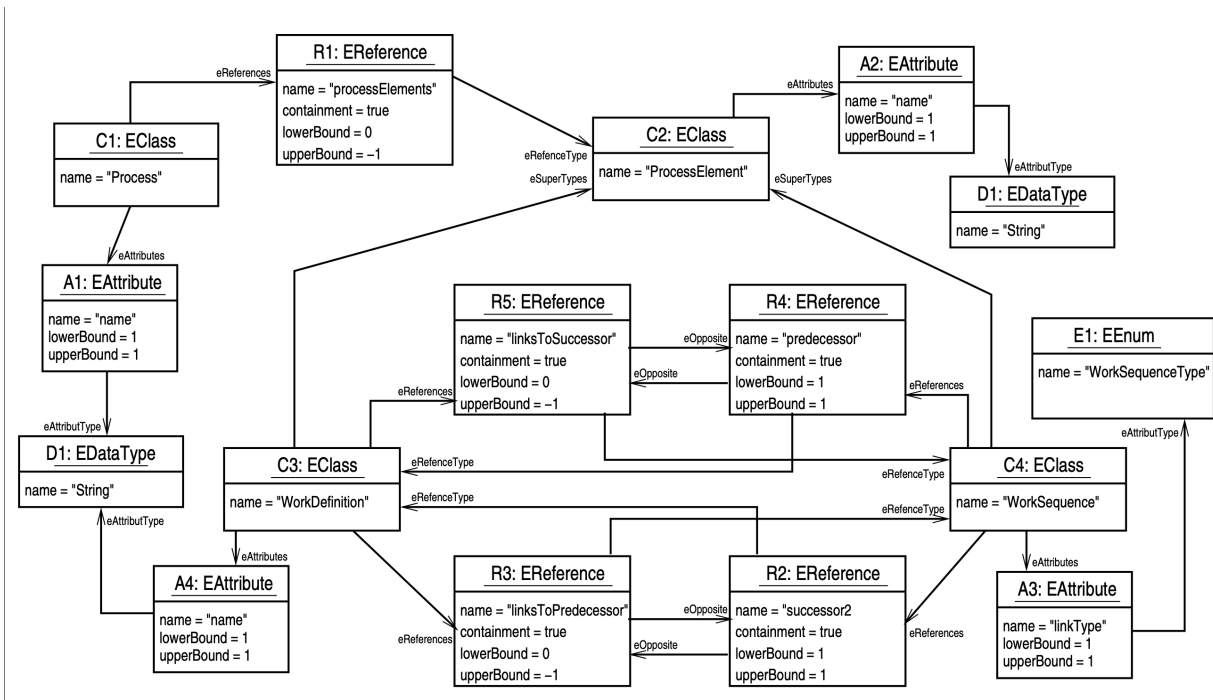 R1: EReference
name = "processElements"
containment = true
lowerBound = 0
upperBound = −1
eReferences
A2: EAttribute
name = "name"
lowerBound = 1
upperBound = 1
eAttributes
C1: EClass
name = "Process"
C2: EClass
name = "ProcessElement"
eRefenceType
eSuperTypes
eSuperTypes
eAttributType
D1: EDataType
name = "String"
eAttributes
A1: EAttribute
name = "name"
lowerBound = 1
upperBound = 1
R5: EReference
name = "linksToSuccessor"
containment = true
lowerBound = 0
upperBound = −1
eOpposite
eOpposite
R4: EReference
name = "predecessor"
containment = true
lowerBound = 1
upperBound = 1
E1: EEnum
name = "WorkSequenceType"
eReferences
eReferences
eAttributType
eAttributType
D1: EDataType
name = "String"
C3: EClass
name = "WorkDefinition"
eRefenceType
eRefenceType
eRefenceType
eRefenceType
C4: EClass
name = "WorkSequence"
eAttributType
eAttributes
eAttributes
A4: EAttribute
name = "name"
lowerBound = 1
upperBound = 1
R3: EReference
name = "linksToPredecessor"
containment = true
lowerBound = 0
upperBound = −1
eReferences
eOpposite
eOpposite
R2: EReference
name = "successor2
containment = true
lowerBound = 1
upperBound = 1
eReferences
A3: EAttribute
name = "linkType"
lowerBound = 1
upperBound = 1